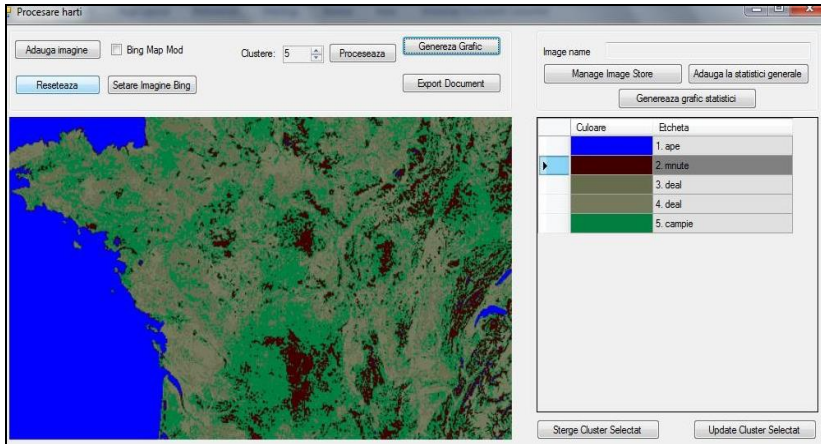 Procesare harti
Adauga imagine
Bing Map Mod
Clustere: 5
Proceseaza
Genereza Grafic
Reseteaza
Setare Imagine Bing
Export Document
Image name
Manage Image Store
Adauga la statistici generale
Genereaza grafic statistici
Culoare Etcheta
1. ape
2. mnute
3. deal
4. deal
5. campie
Sterge Cluster Selectat
Update Cluster Selectat